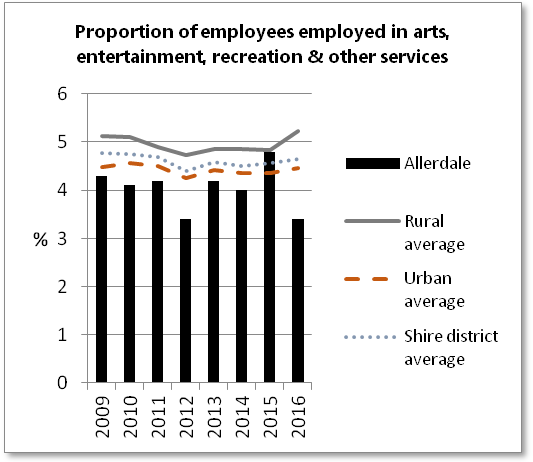 Proportion of employees employed in arts,
entertainment, recreation & other services
6
5
4
3
2
1
0
%
2009
2010
2011
2012
2013
2014
2015
2016
Allerdale
Rural
average
Urban
average
Shire district
average